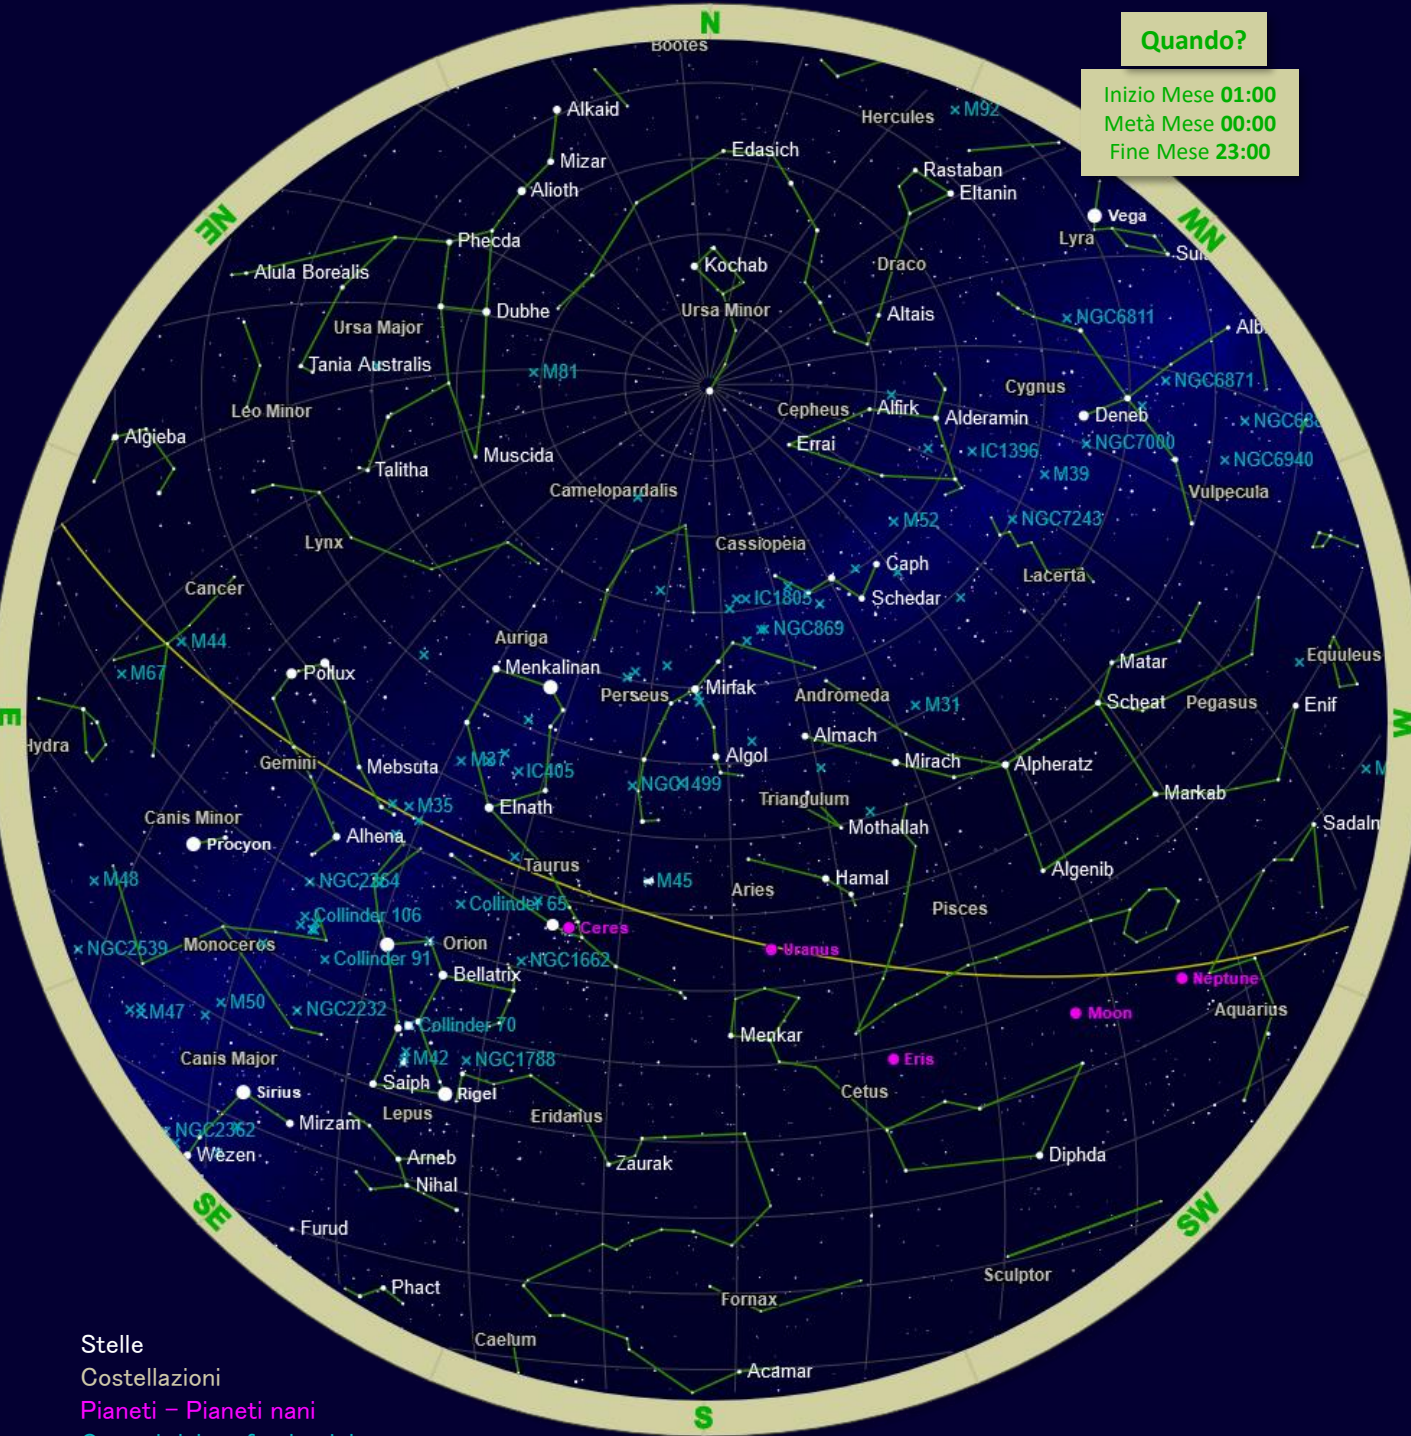 N
Quando?
Inizio Mese 01:00
Metà Mese 00:00
Fine Mese 23:00
Bootes
Alkaid
Hercules
M92
Mizar
Edasich
Rastaban
Alioth
Eltanin
NE
Vega
NW
Phecda
Lyra
Alula Borealis
Kochab
Draco
Ursa Major
Dubhe
Ursa Minor
Altais
NGC6811
Tania Australis
M81
Cygnus
NGC6871
Leo Minor
Cepheus
Alfirk
Alderamin
Deneb
Algieba
Errai
NGC7000
IC1396
NGC6940
Talitha
Muscida
M39
Camelopardalis
Vulpecula
M52
NGC7243
Lynx
Cassiopeia
Caph
Lacerta
Cancer
IC1805
Schedar
M44
Auriga
NGC869
Equuleus
M67
Pollux
Menkalinan
Matar
Perseus
Mirfak
Andromeda
M31
Scheat
Pegasus
Enif
E
W
Hydra
Almach
Gemini
Mebsuta
M37
IC405
Algol
Mirach
Alpheratz
M
NGC1499
Triangulum
Markab
M35
Elnath
Canis Minor
Procyon
Alhena
Mothallah
Taurus
Algenib
M48
NGC2264
M45
Aries
Hamal
Collinder 106
Collinder 65
Pisces
Ceres
NGC2539
Monoceros
Orion
Uranus
Collinder 91
Bellatrix
NGC1662
Neptune
M47
M50
NGC2232
Moon
Aquarius
Collinder 70
Menkar
Canis Major
M42
NGC1788
Eris
Sirius
Saiph
Rigel
Cetus
Mirzam
Lepus
Eridanus
NGC2362
Wezen
Arneb
Zaurak
Diphda
Nihal
SE
SW
Furud
Sculptor
Phact
Fornax
Caelum
Acamar
S
Stelle
Costellazioni
Pianeti – Pianeti nani